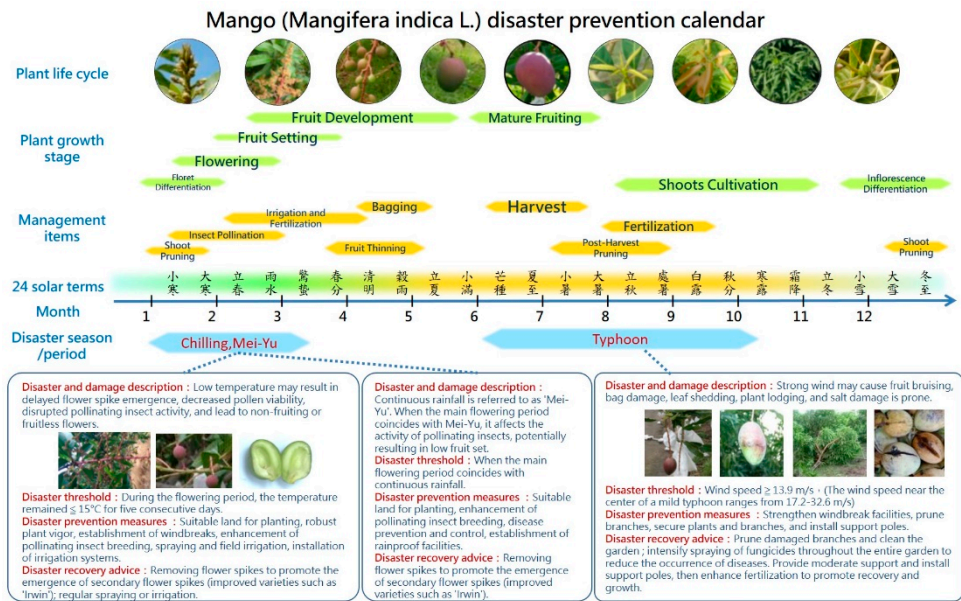 Mango (Mangifera indica L.) disaster prevention calendar
Plant life cycle
Plant growth
stage
Fruit Development
Mature Fruiting
Fruit Setting
Flowering
Floret
Differentiation
Shoots Cultivation
Inflorescence
Differentiation
Management
items
Bagging
Harvest
Irrigation and
Fertilization
Fertilization
Insect Pollination
Shoot
Pruning
Fruit Thinning
Post-Harvest
Pruning
Shoot
Pruning
24 solar terms
小寒 大寒 立春 雨水 驚蟄 春分 清明 穀雨 立夏 小滿 芒種 夏至 小暑 大暑 立秋 處暑 白露 秋分 寒露 霜降 立冬 小雪 大雪 冬至
Month
1 2 3 4 5 6 7 8 9 10 11 12
Disaster season
/period
Chilling,Mei-Yu
Typhoon
Disaster and damage description：Low temperature may result in
delayed flower spike emergence, decreased pollen viability,
disrupted pollinating insect activity, and lead to non-fruiting or
fruitless flowers.
Disaster threshold：During the flowering period, the temperature
remained ≦ 15°C for five consecutive days.
Disaster prevention measures：Suitable land for planting, robust
plant vigor, establishment of windbreaks, enhancement of
pollinating insect breeding, spraying and field irrigation, installation
of irrigation systems.
Disaster recovery advice：Removing flower spikes to promote the
emergence of secondary flower spikes (improved varieties such as
'Irwin'); regular spraying or irrigation.
Disaster and damage description：
Continuous rainfall is referred to as 'Mei-
Yu'. When the main flowering period
coincides with Mei-Yu, it affects the
activity of pollinating insects, potentially
resulting in low fruit set.
Disaster threshold：When the main
flowering period coincides with
continuous rainfall.
Disaster prevention measures：Suitable
land for planting, enhancement of
pollinating insect breeding, disease
prevention and control, establishment of
rainproof facilities.
Disaster recovery advice：Removing
flower spikes to promote the emergence
of secondary flower spikes (improved
varieties such as 'Irwin').
Disaster and damage description：Strong wind may cause fruit bruising,
bag damage, leaf shedding, plant lodging, and salt damage is prone.
Disaster threshold：Wind speed ≧ 13.9 m/s，(The wind speed near the
center of a mild typhoon ranges from 17.2-32.6 m/s)
Disaster prevention measures：Strengthen windbreak facilities, prune
branches, secure plants and branches, and install support poles.
Disaster recovery advice：Prune damaged branches and clean the
garden；intensify spraying of fungicides throughout the entire garden to
reduce the occurrence of diseases. Provide moderate support and install
support poles, then enhance fertilization to promote recovery and
growth.